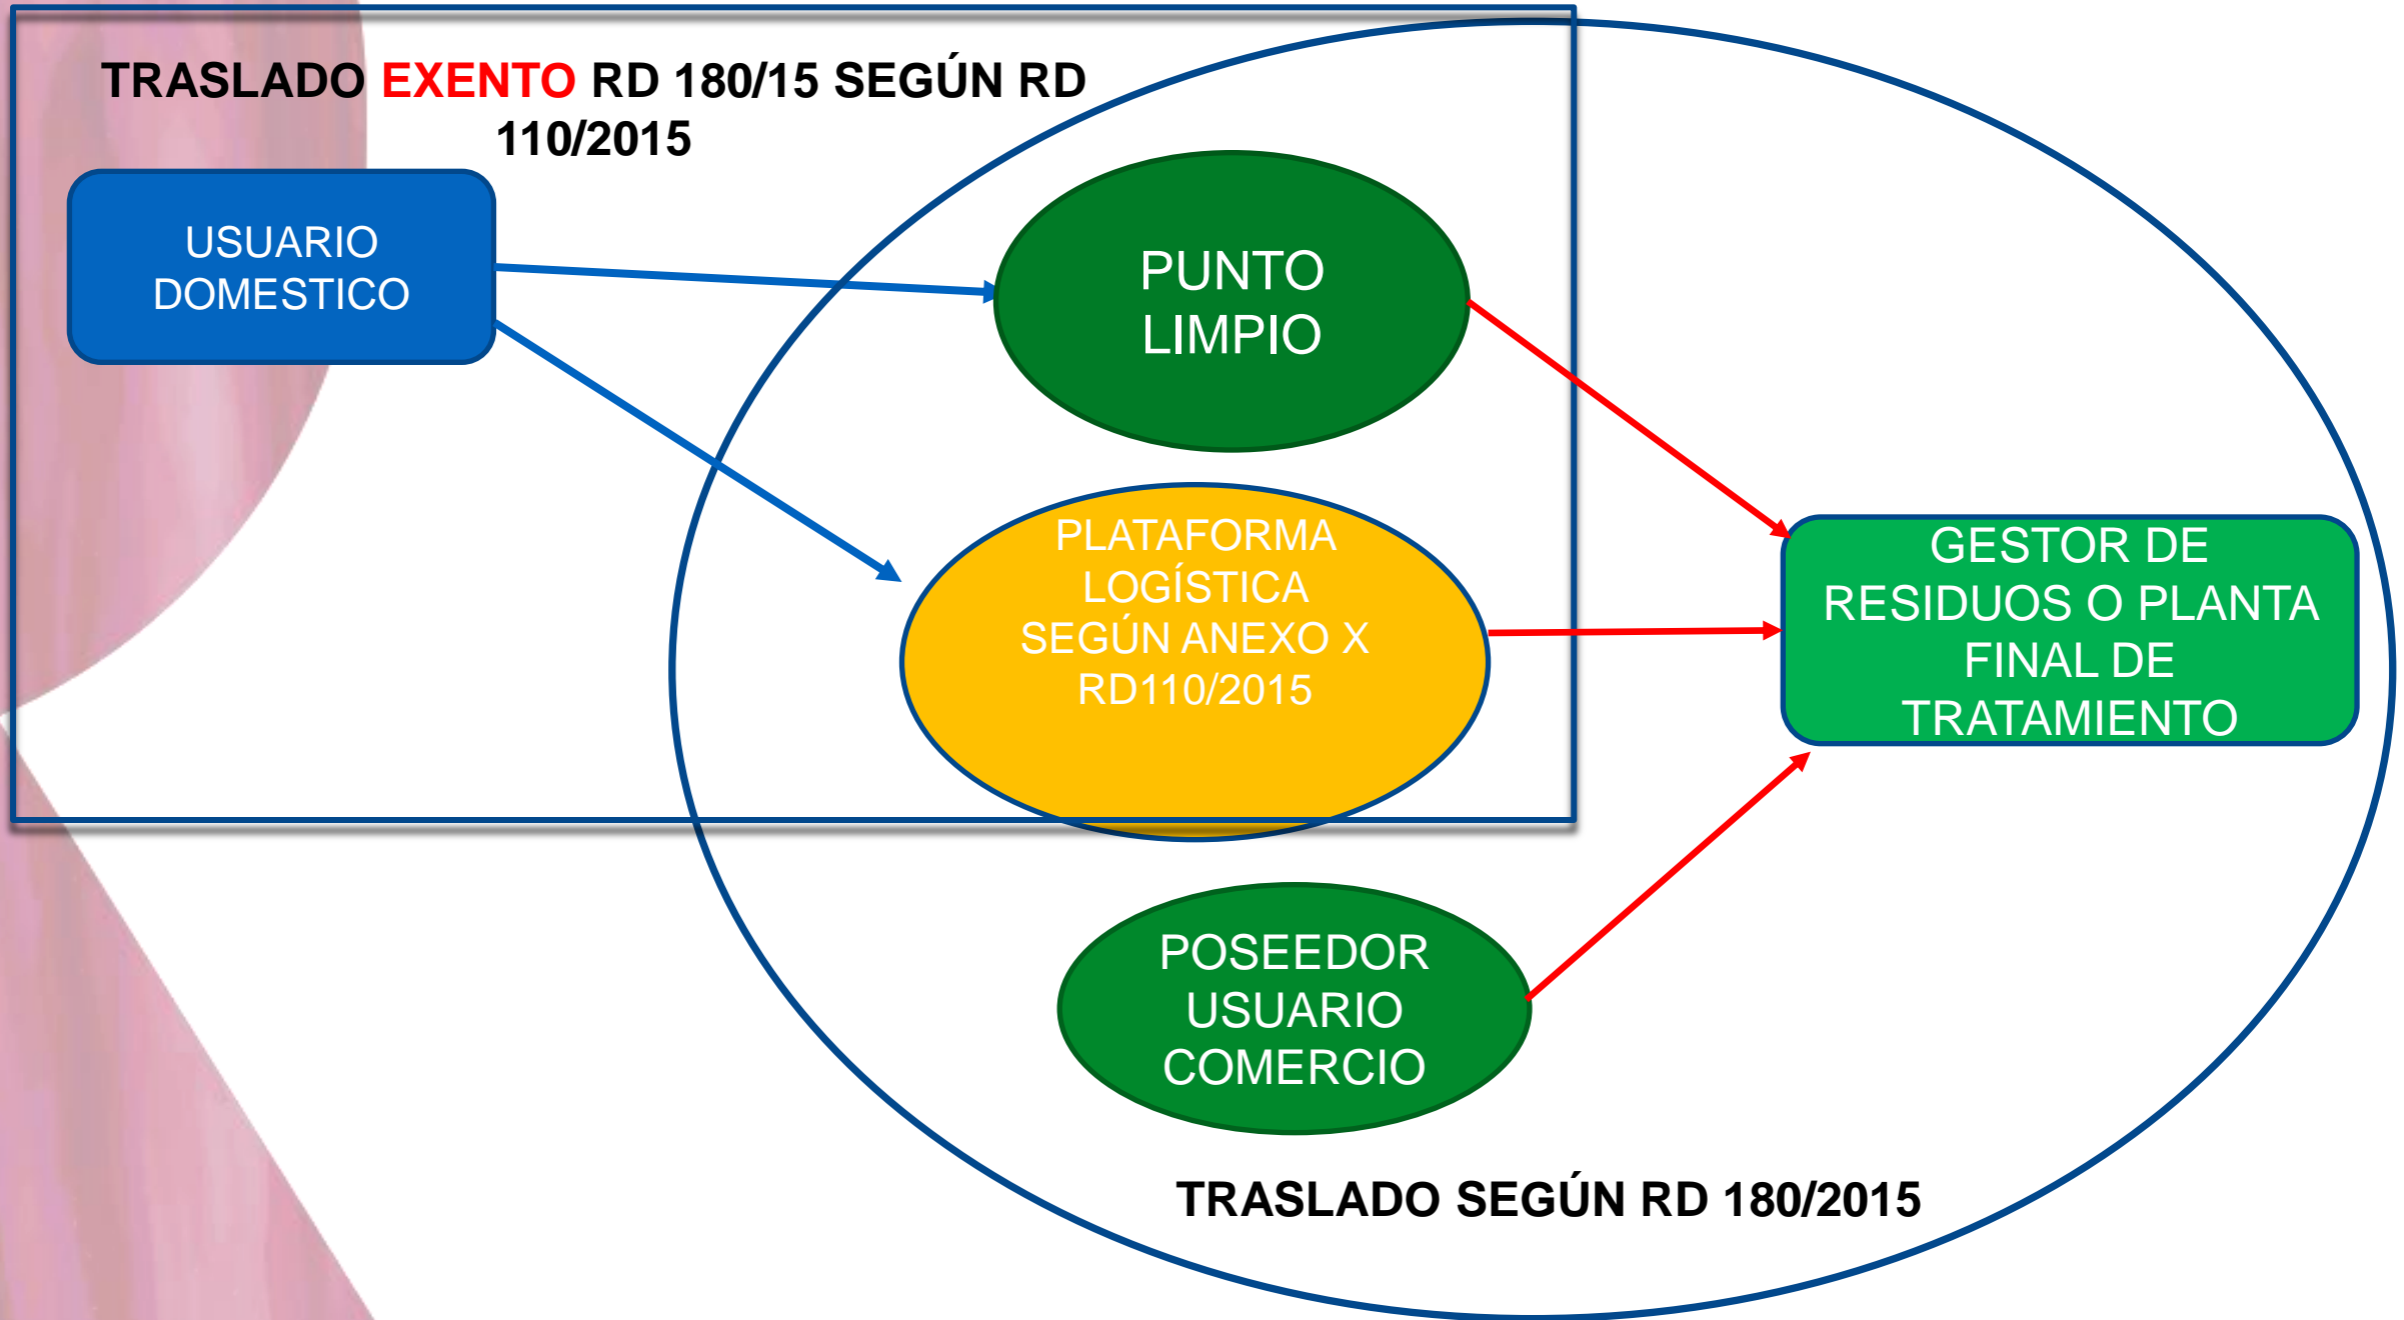 TRASLADO EXENTO RD 180/15 SEGÚN RD
110/2015
USUARIO
DOMESTICO
PUNTO
LIMPIO
PLATAFORMA
LOGÍSTICA
SEGÚN ANEXO X
RD110/2015
GESTOR DE
RESIDUOS O PLANTA
FINAL DE
TRATAMIENTO
POSEEDOR
USUARIO
COMERCIO
TRASLADO SEGÚN RD 180/2015